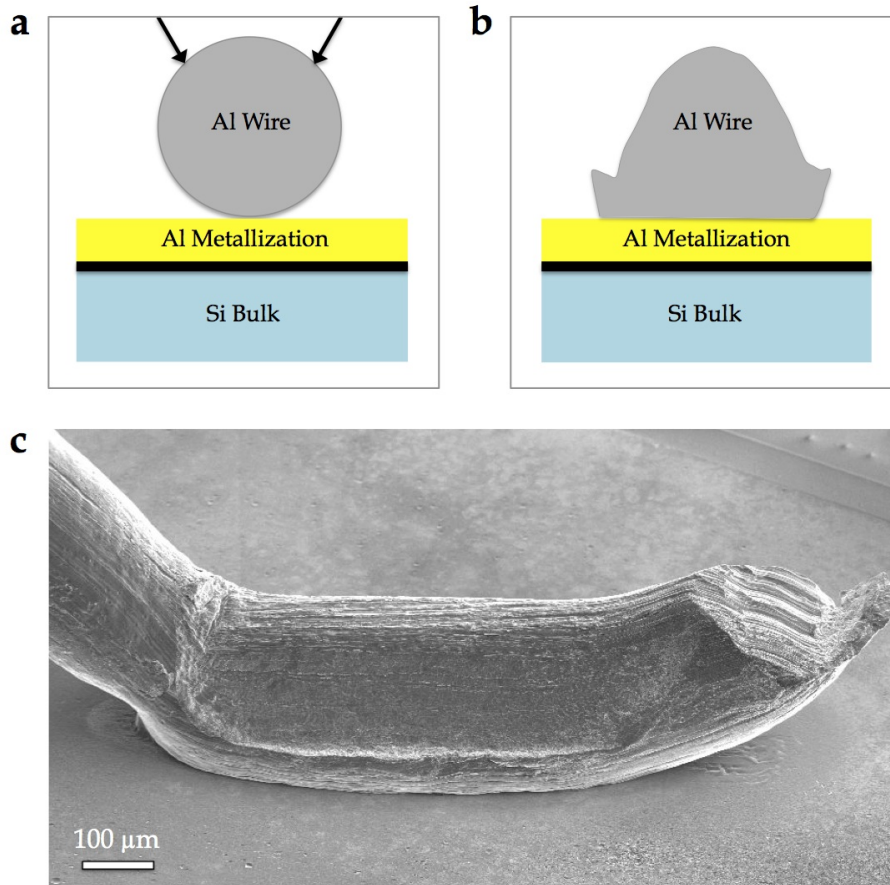 a
Al Wire
Al Metallization
Si Bulk
b
Al Wire
Al Metallization
Si Bulk
c
100 µm